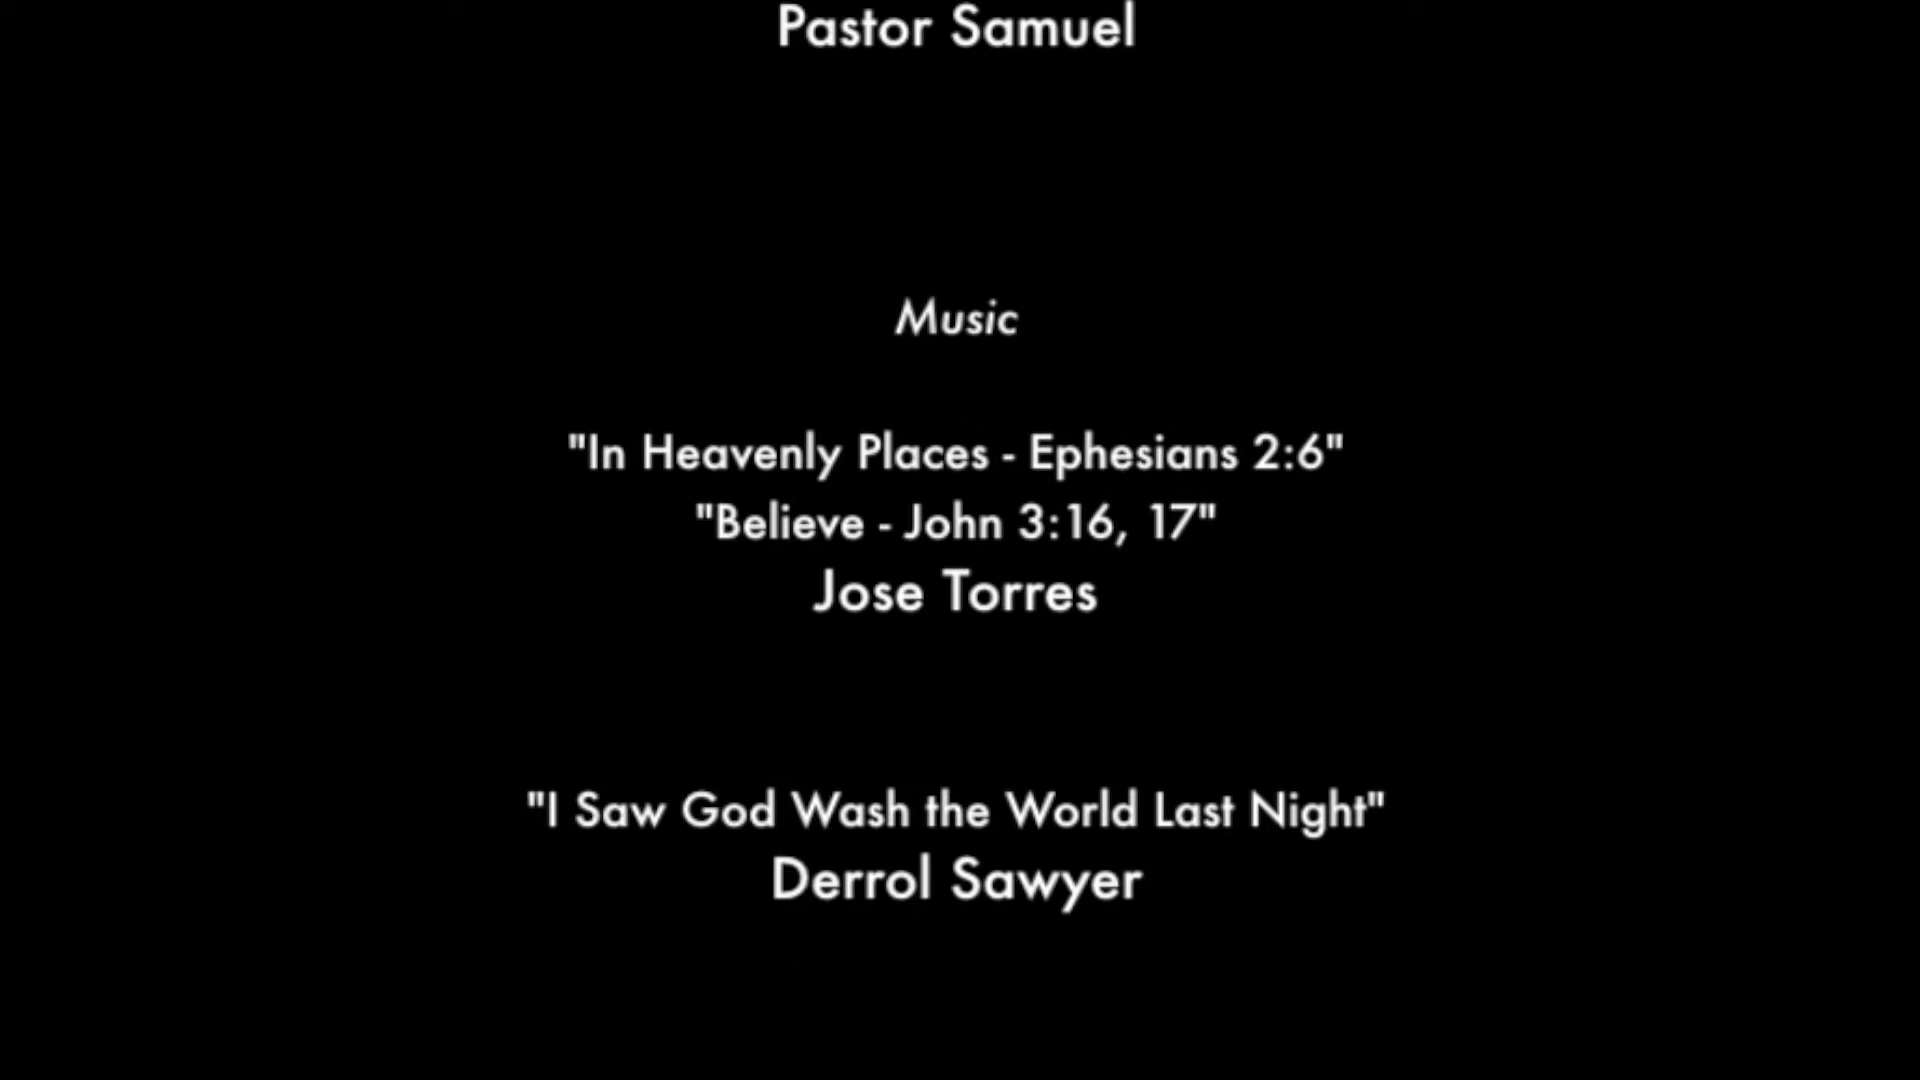 Pastor Samuel
Music
"In Heavenly Places - Ephesians 2:6"
"Believe - John 3:16, 17"
Jose Torres
"I Saw God Wash the World Last Night"
Derrol Sawyer